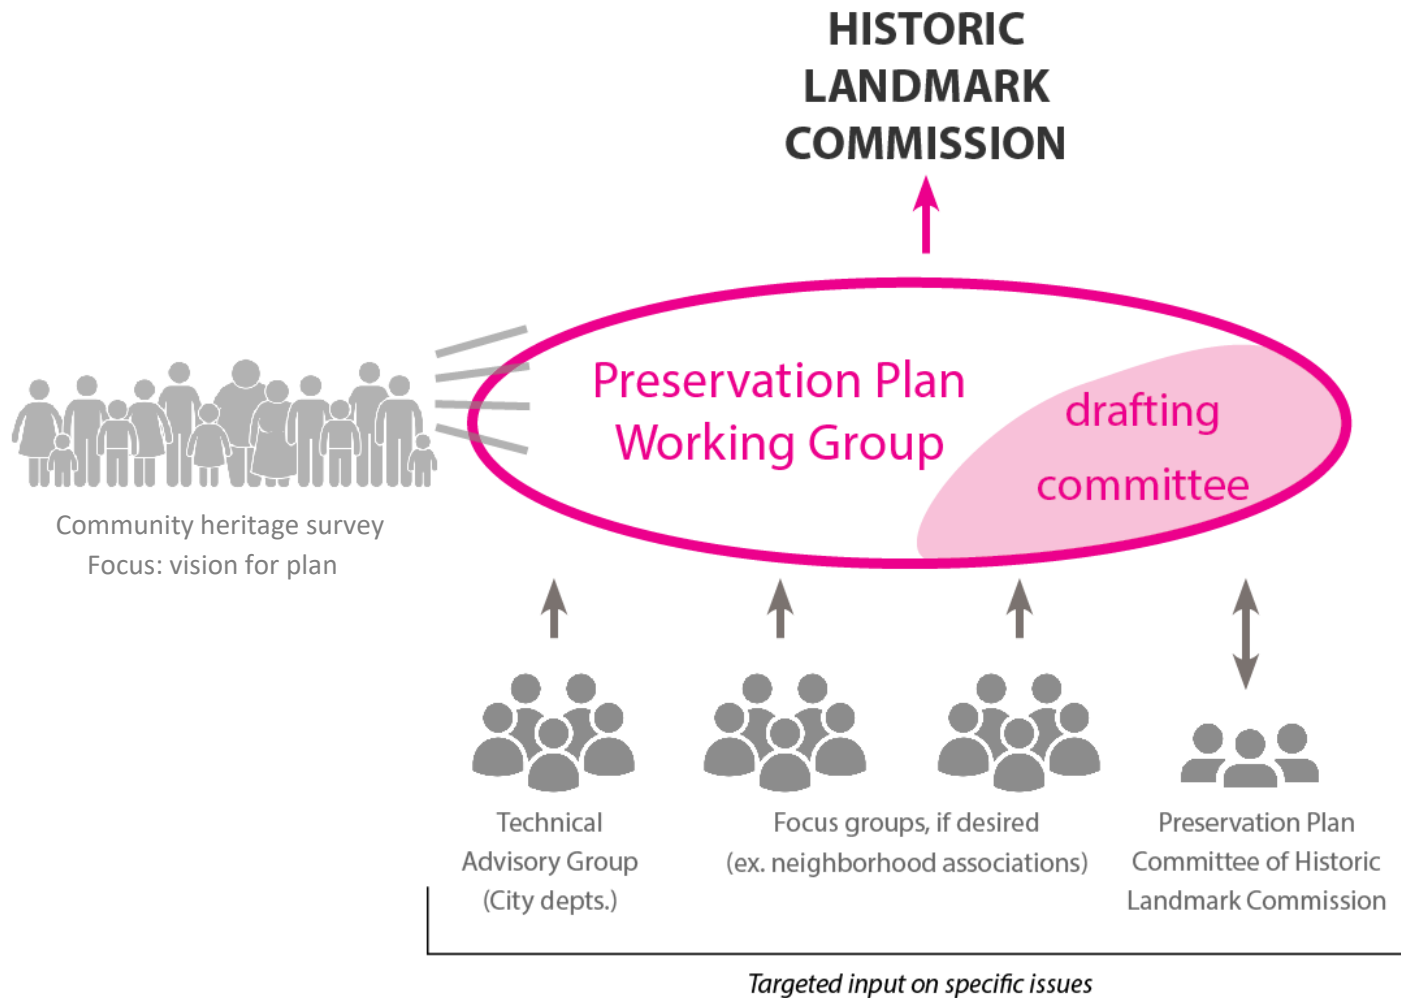 HISTORIC
LANDMARK
COMMISSION
Preservation Plan
Working Group
drafting
committee
Community heritage survey
Focus: vision for plan
Technical
Advisory Group
(City depts.)
Focus groups, if desired
(ex. neighborhood associations)
Preservation Plan
Committee of Historic
Landmark Commission
Targeted input on specific issues